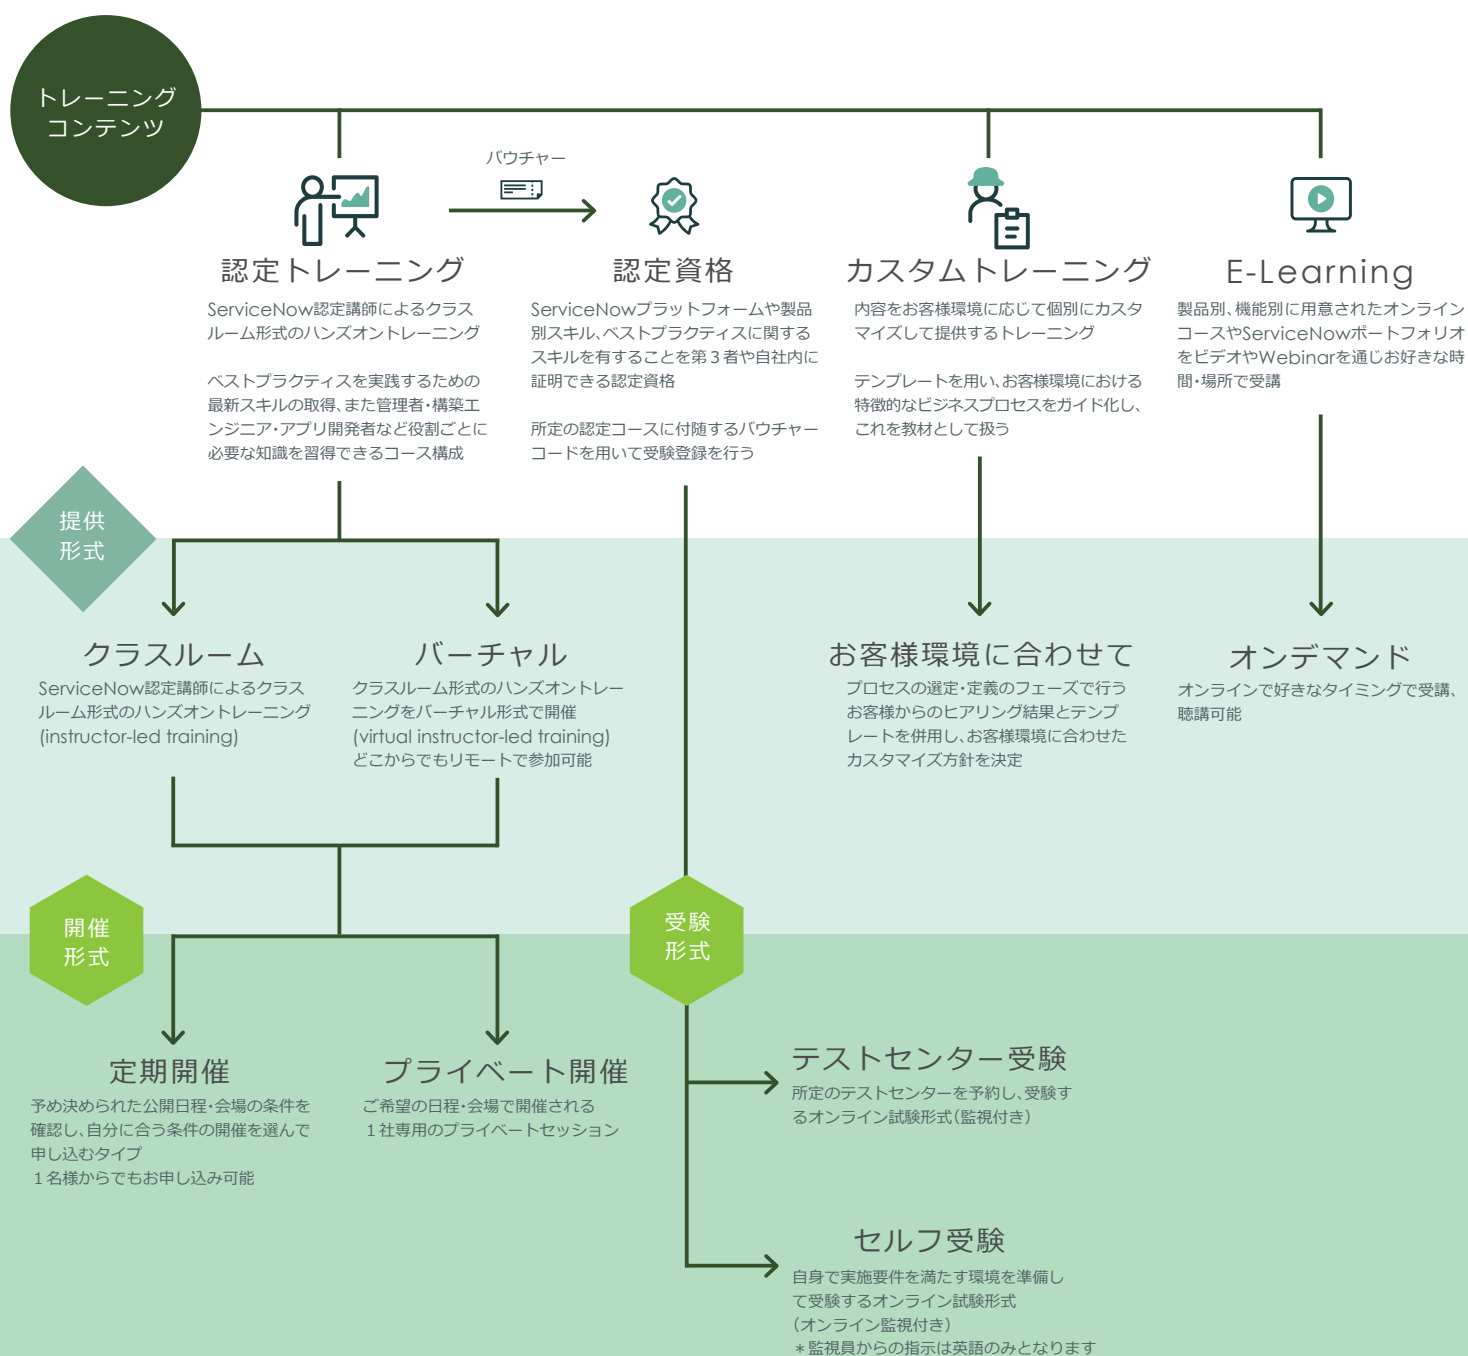 トレーニング
コンテンツ
バウチャー
認定トレーニング
ServiceNow認定講師によるクラス
ルーム形式のハンズオントレーニング
ベストプラクティスを実践するための
最新スキルの取得、また管理者・構築エ
ンジニア・アプリ開発者など役割ごとに
必要な知識を習得できるコース構成
認定資格
ServiceNowプラットフォームや製品
別スキル、ベストプラクティスに関する
スキルを有することを第３者や自社内に
証明できる認定資格
所定の認定コースに付随するバウチャー
コードを用いて受験登録を行う
カスタムトレーニング
内容をお客様環境に応じて個別にカスタ
マイズして提供するトレーニング
テンプレートを用い、お客様環境における
特徴的なビジネスプロセスをガイド化し、
これを教材として扱う
E-Learning
製品別、機能別に用意されたオンライン
コースやServiceNowポートフォリオ
をビデオやWebinarを通じお好きな時
間・場所で受講
提供
形式
クラスルーム
ServiceNow認定講師によるクラス
ルーム形式のハンズオントレーニング
(instructor-led training)
バーチャル
クラスルーム形式のハンズオントレー
ニングをバーチャル形式で開催
(virtual instructor-led training)
どこからでもリモートで参加可能
お客様環境に合わせて
プロセスの選定・定義のフェーズで行う
お客様からのヒアリング結果とテンプ
レートを併用し、お客様環境に合わせた
カスタマイズ方針を決定
オンデマンド
オンラインで好きなタイミングで受講、
聴講可能
開催
形式
受験
形式
定期開催
予め決められた公開日程・会場の条件を
確認し、自分に合う条件の開催を選んで
申し込むタイプ
１名様からでもお申し込み可能
プライベート開催
ご希望の日程・会場で開催される
１社専用のプライベートセッション
テストセンター受験
所定のテストセンターを予約し、受験す
るオンライン試験形式（監視付き）
セルフ受験
自身で実施要件を満たす環境を準備し
て受験するオンライン試験形式
（オンライン監視付き）
＊監視員からの指示は英語のみとなります